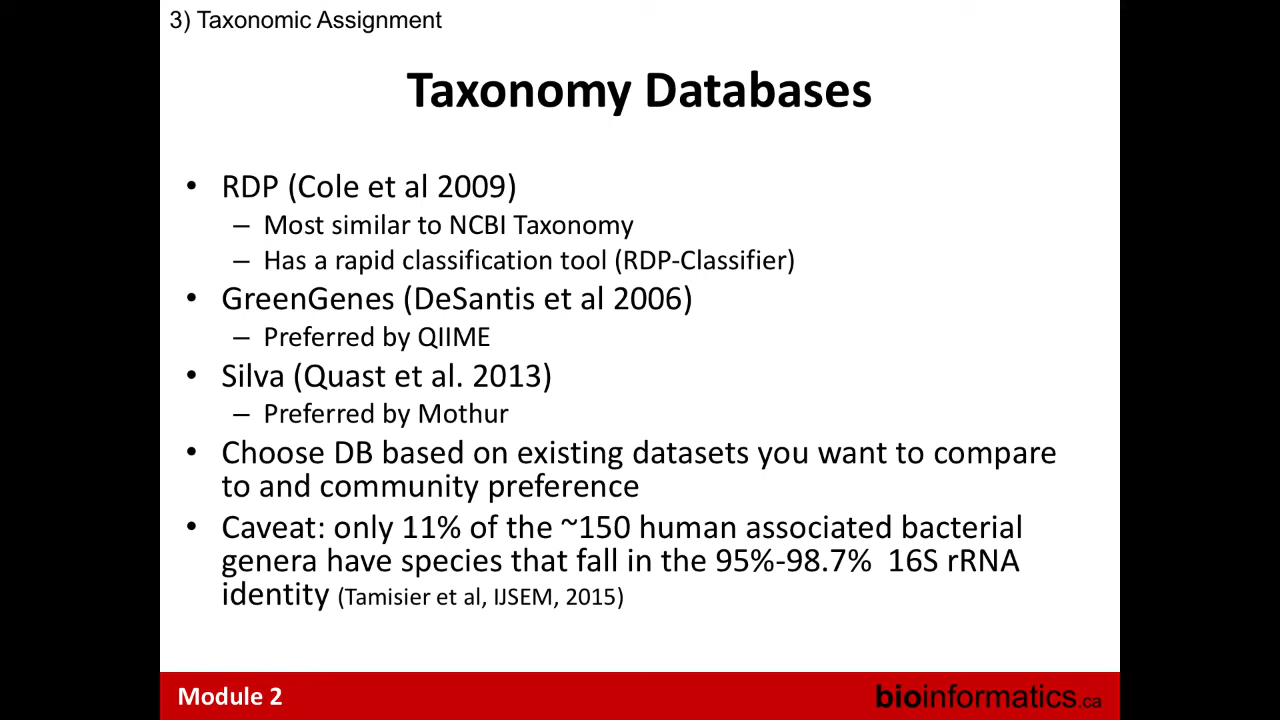 3) Taxonomic Assignment
Taxonomy Databases
• RDP (Cole et al 2009)
– Most similar to NCBI Taxonomy
– Has a rapid classification tool (RDP-Classifier)
• GreenGenes (DeSantis et al 2006)
– Preferred by QIIME
• Silva (Quast et al. 2013)
– Preferred by Mothur
• Choose DB based on existing datasets you want to compare
to and community preference
• Caveat: only 11% of the ~150 human associated bacterial
genera have species that fall in the 95%-98.7% 16S rRNA
identity (Tamisier et al, IJSEM, 2015)
Module 2
bioinformatics.ca